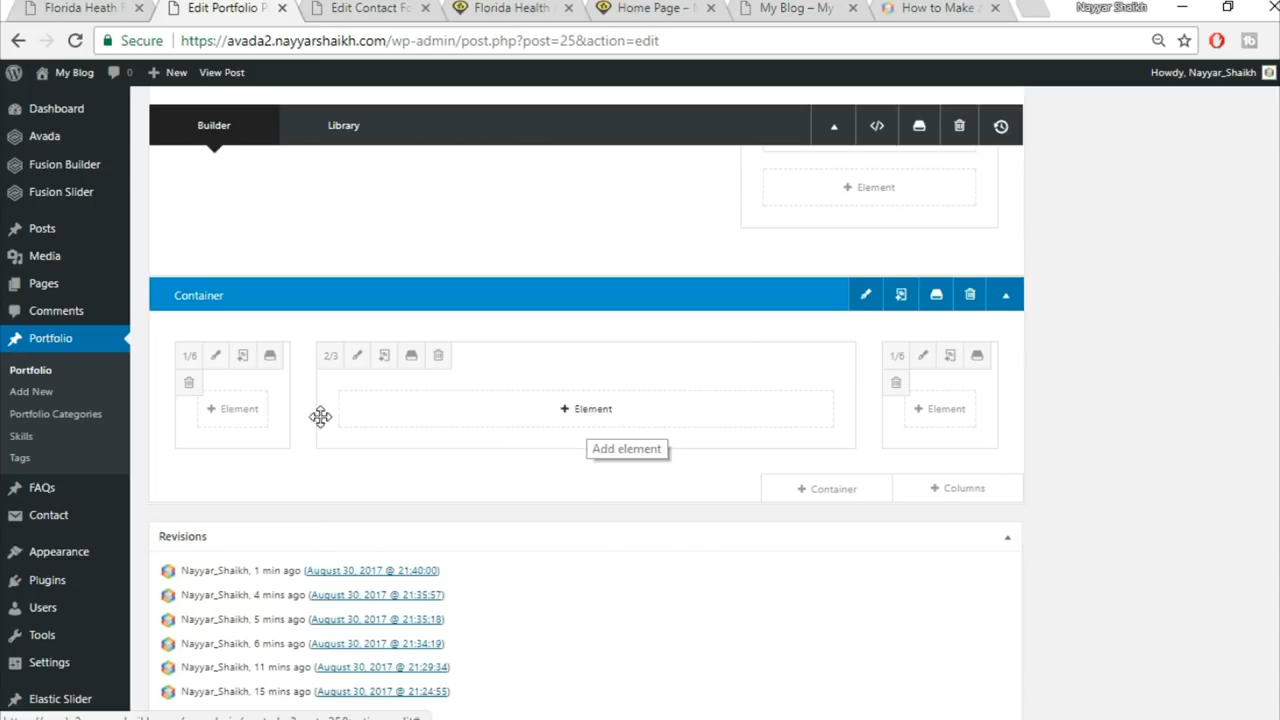 Florida Heath F
Edit Portfolio P
Edit Contact Fo
Florida Health
Home Page –
My Blog – My
How to Make
Nayyar Shaikh
Secure
https://avada2.nayyarshaikh.com/wp-admin/post.php?post=25&action=edit
My Blog
0
New
View Post
Howdy, Nayyar_Shaikh
Dashboard
Avada
Fusion Builder
Fusion Slider
Posts
Media
Pages
Comments
Portfolio
Portfolio
Add New
Portfolio Categories
Skills
Tags
FAQs
Contact
Appearance
Plugins
Users
Tools
Settings
Elastic Slider
Builder
Library
+ Element
Container
1/6
2/3
1/6
+ Element
+ Element
+ Element
Add element
+ Container
+ Columns
Revisions
Nayyar_Shaikh, 1 min ago (August 30, 2017 @ 21:40:00)
Nayyar_Shaikh, 4 mins ago (August 30, 2017 @ 21:35:57)
Nayyar_Shaikh, 5 mins ago (August 30, 2017 @ 21:35:18)
Nayyar_Shaikh, 6 mins ago (August 30, 2017 @ 21:34:19)
Nayyar_Shaikh, 11 mins ago (August 30, 2017 @ 21:29:34)
Nayyar_Shaikh, 15 mins ago (August 30, 2017 @ 21:24:55)